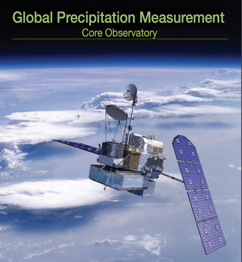 Global Precipitation Measurement
Core Observatory